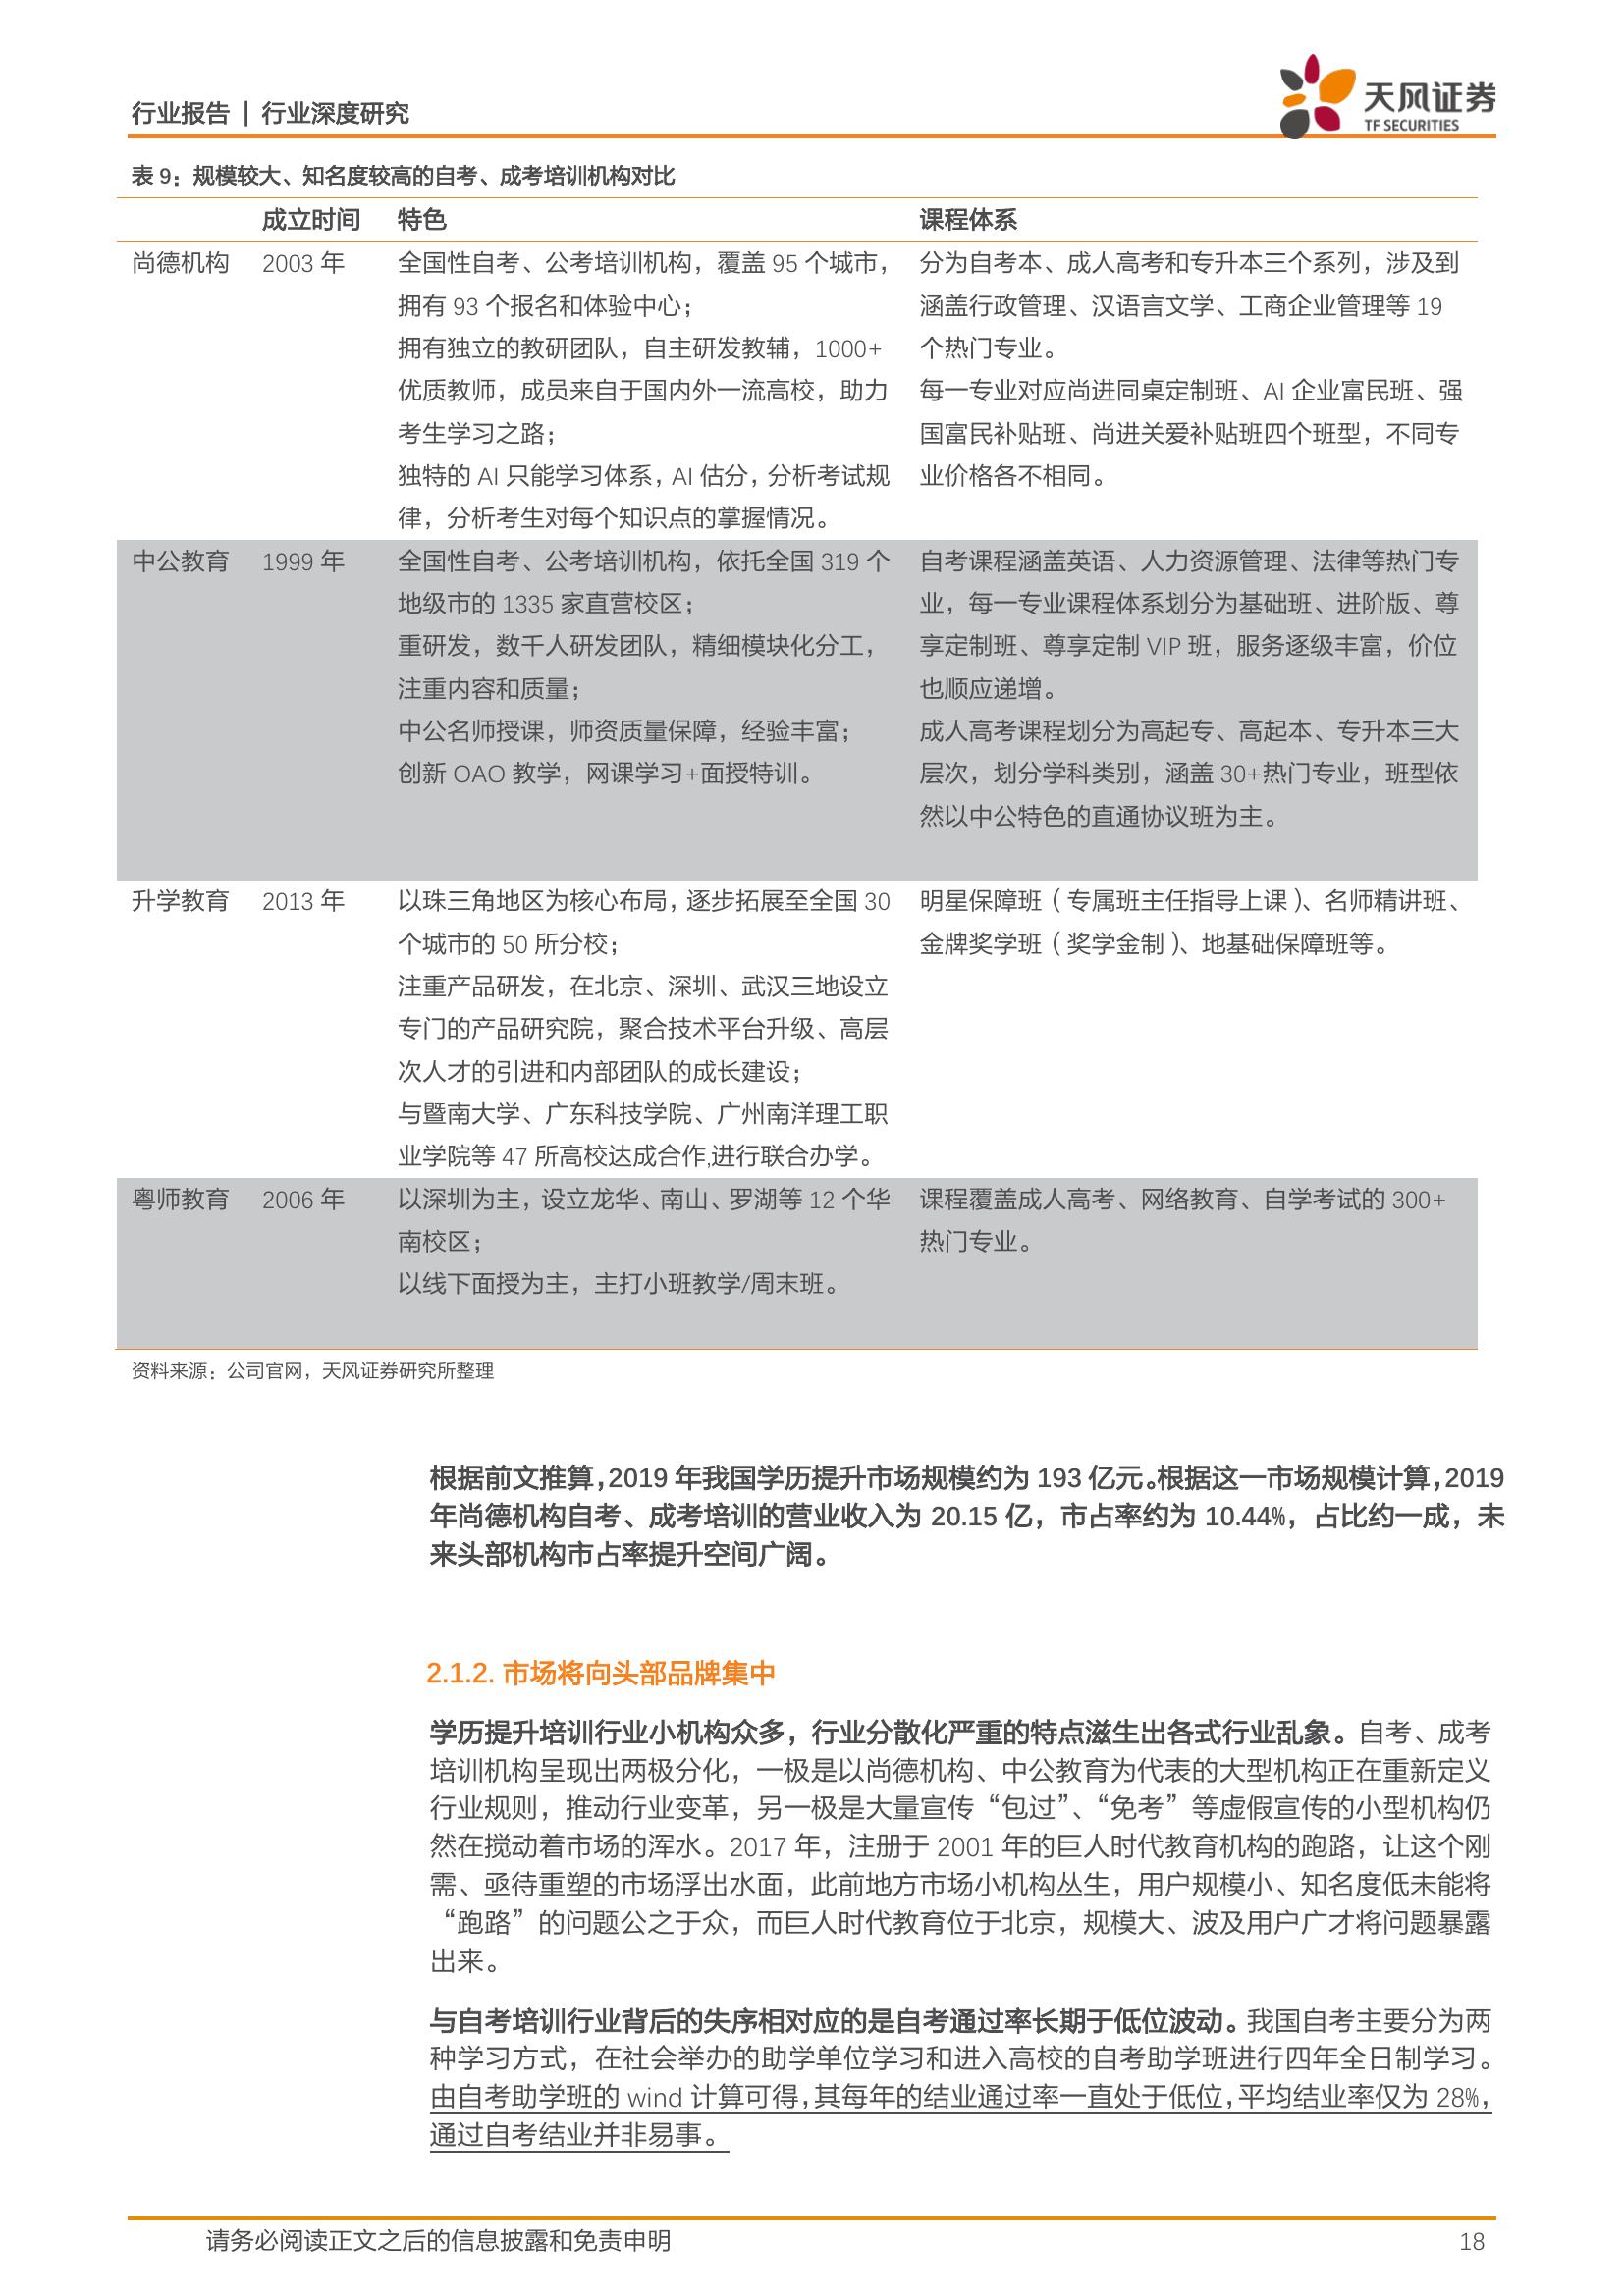 行业报告 | 行业深度研究
天风证券
TF SECURITIES
表 9：规模较大、知名度较高的自考、成考培训机构对比
成立时间 特色 课程体系
尚德机构 2003 年 全国性自考、公考培训机构，覆盖 95 个城市，
拥有 93 个报名和体验中心；
拥有独立的教研团队，自主研发教辅，1000+
优质教师，成员来自于国内外一流高校，助力
考生学习之路；
独特的 AI 只能学习体系，AI 估分，分析考试规
律，分析考生对每个知识点的掌握情况。
分为自考本、成人高考和专升本三个系列，涉及到
涵盖行政管理、汉语言文学、工商企业管理等 19
个热门专业。
每一专业对应尚进同桌定制班、AI 企业富民班、强
国富民补贴班、尚进关爱补贴班四个班型，不同专
业价格各不相同。
中公教育 1999 年 全国性自考、公考培训机构，依托全国 319 个
地级市的 1335 家直营校区；
重研发，数千人研发团队，精细模块化分工，
注重内容和质量；
中公名师授课，师资质量保障，经验丰富；
创新 OAO 教学，网课学习+面授特训。
自考课程涵盖英语、人力资源管理、法律等热门专
业，每一专业课程体系划分为基础班、进阶版、尊
享定制班、尊享定制 VIP 班，服务逐级丰富，价位
也顺应递增。
成人高考课程划分为高起专、高起本、专升本三大
层次，划分学科类别，涵盖 30+热门专业，班型依
然以中公特色的直通协议班为主。
升学教育 2013 年 以珠三角地区为核心布局，逐步拓展至全国 30
个城市的 50 所分校；
注重产品研发，在北京、深圳、武汉三地设立
专门的产品研究院，聚合技术平台升级、高层
次人才的引进和内部团队的成长建设；
与暨南大学、广东科技学院、广州南洋理工职
业学院等 47 所高校达成合作,进行联合办学。
明星保障班（专属班主任指导上课）、名师精讲班、
金牌奖学班（奖学金制）、地基础保障班等。
粤师教育 2006 年 以深圳为主，设立龙华、南山、罗湖等 12 个华
南校区；
以线下面授为主，主打小班教学/周末班。
课程覆盖成人高考、网络教育、自学考试的 300+
热门专业。
资料来源：公司官网，天风证券研究所整理
根据前文推算，2019 年我国学历提升市场规模约为 193 亿元。根据这一市场规模计算，2019
年尚德机构自考、成考培训的营业收入为 20.15 亿，市占率约为 10.44%，占比约一成，未
来头部机构市占率提升空间广阔。
2.1.2. 市场将向头部品牌集中
学历提升培训行业小机构众多，行业分散化严重的特点滋生出各式行业乱象。自考、成考
培训机构呈现出两极分化，一极是以尚德机构、中公教育为代表的大型机构正在重新定义
行业规则，推动行业变革，另一极是大量宣传“包过”、“免考”等虚假宣传的小型机构仍
然在搅动着市场的浑水。2017 年，注册于 2001 年的巨人时代教育机构的跑路，让这个刚
需、亟待重塑的市场浮出水面，此前地方市场小机构丛生，用户规模小、知名度低未能将
“跑路”的问题公之于众，而巨人时代教育位于北京，规模大、波及用户广才将问题暴露
出来。
与自考培训行业背后的失序相对应的是自考通过率长期于低位波动。我国自考主要分为两
种学习方式，在社会举办的助学单位学习和进入高校的自考助学班进行四年全日制学习。
由自考助学班的 wind 计算可得，其每年的结业通过率一直处于低位，平均结业率仅为 28%，
通过自考结业并非易事。
请务必阅读正文之后的信息披露和免责申明 18